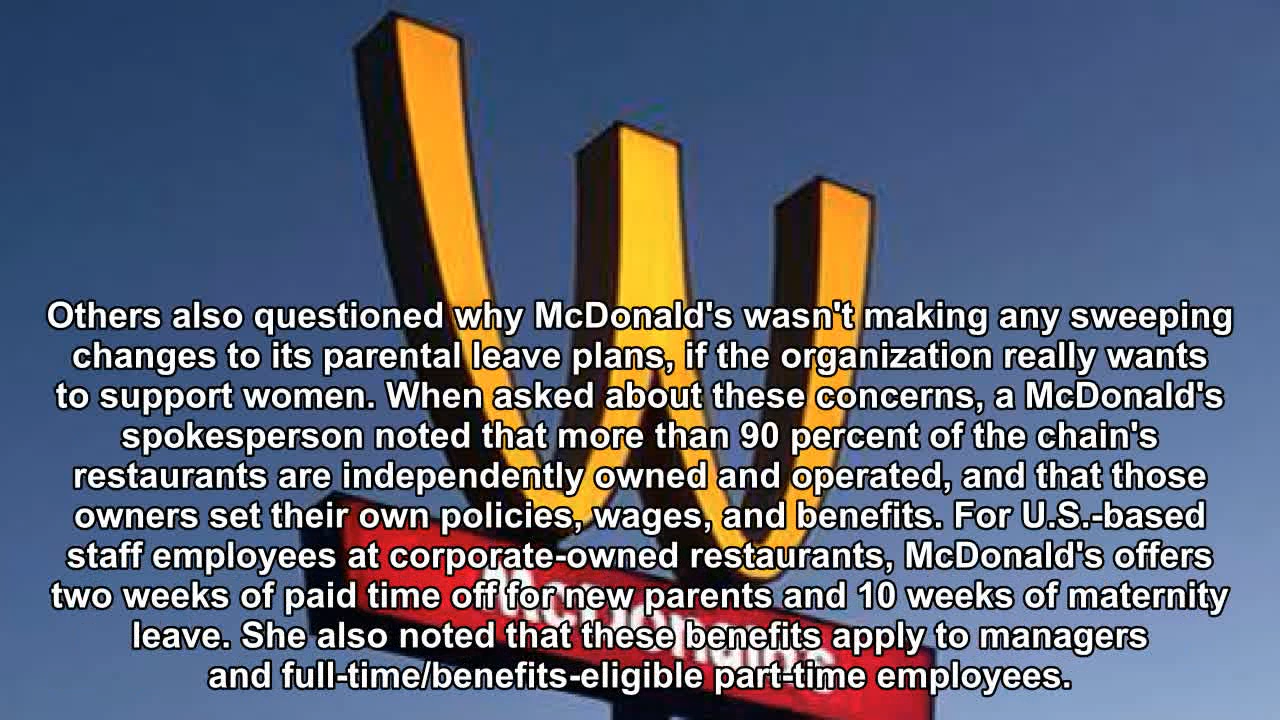 Others also questioned why McDonald's wasn't making any sweeping
changes to its parental leave plans, if the organization really wants
to support women. When asked about these concerns, a McDonald's
spokesperson noted that more than 90 percent of the chain's
restaurants are independently owned and operated, and that those
owners set their own policies, wages, and benefits. For U.S.-based
staff employees at corporate-owned restaurants, McDonald's offers
two weeks of paid time off for new parents and 10 weeks of maternity
leave. She also noted that these benefits apply to managers
and full-time/benefits-eligible part-time employees.
McDonald's